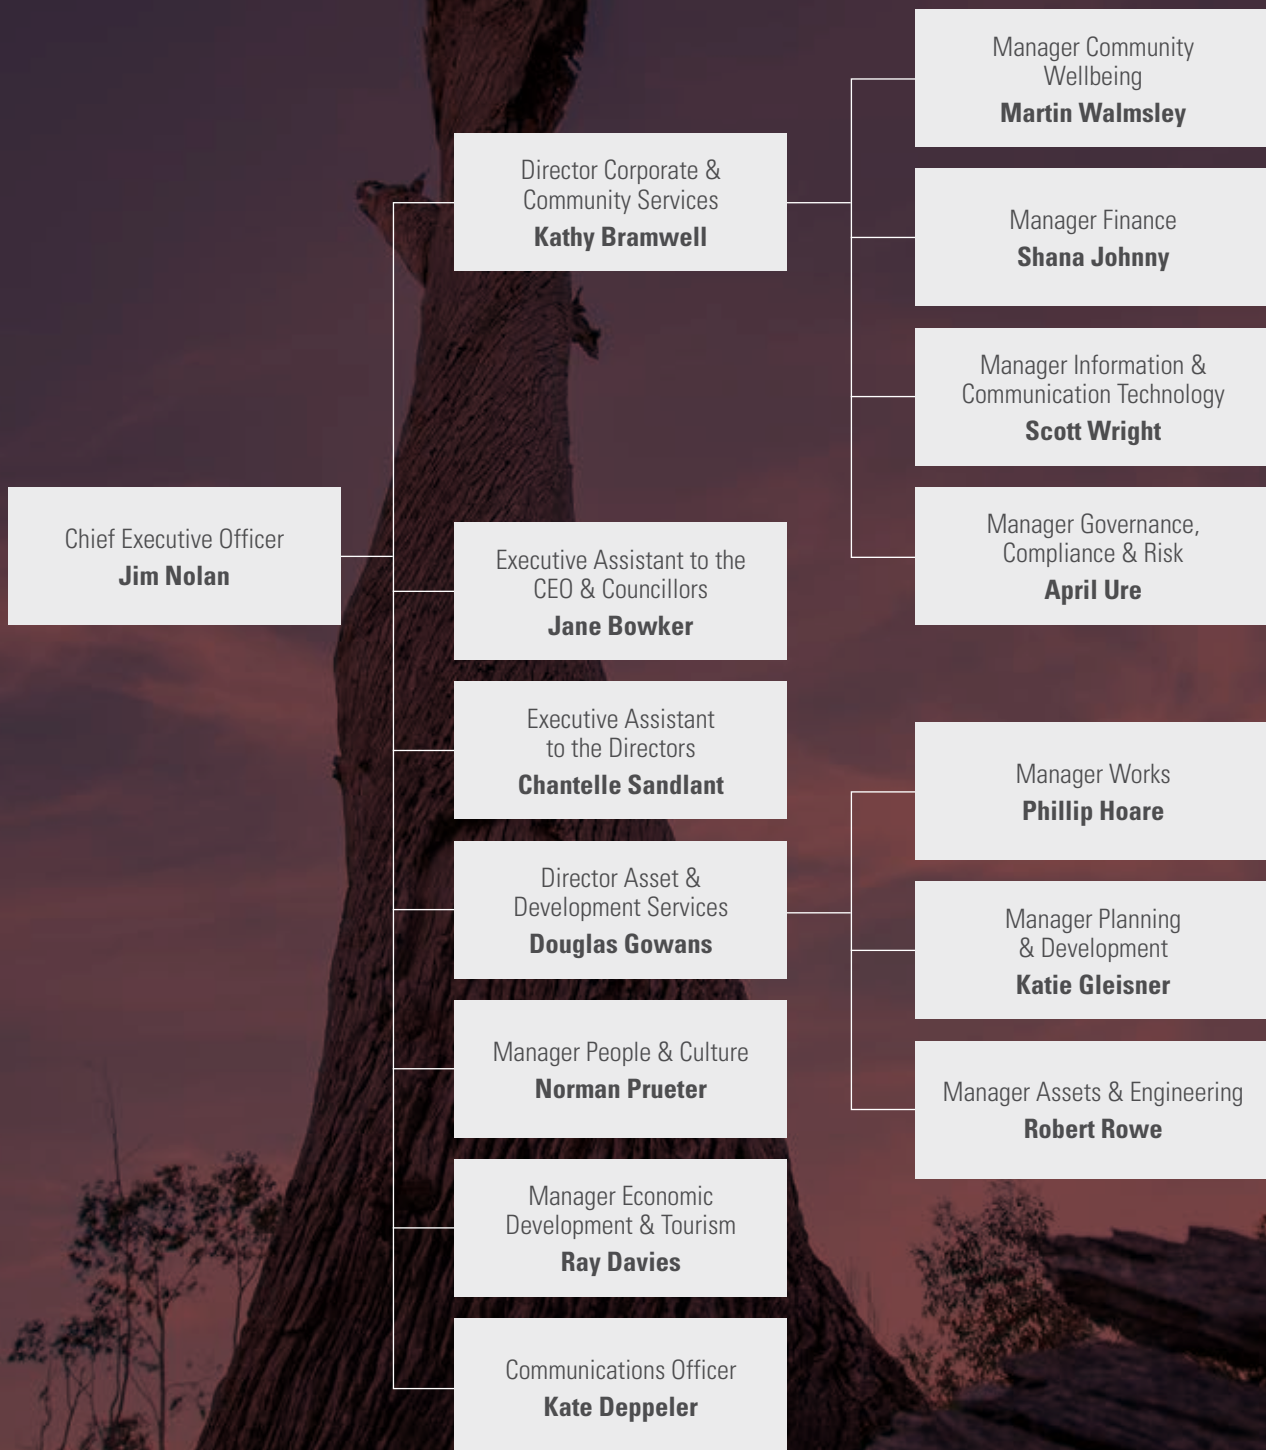 Manager Community
Wellbeing
Martin Walmsley
Director Corporate &
Community Services
Kathy Bramwell
Manager Finance
Shana Johnny
Manager Information &
Communication Technology
Scott Wright
Manager Governance,
Compliance & Risk
April Ure
Chief Executive Officer
Jim Nolan
Executive Assistant to the
CEO & Councillors
Jane Bowker
Executive Assistant
to the Directors
Chantelle Sandlant
Director Asset &
Development Services
Douglas Gowans
Manager Works
Phillip Hoare
Manager Planning
& Development
Katie Gleisner
Manager Assets & Engineering
Robert Rowe
Manager People & Culture
Norman Prueter
Manager Economic
Development & Tourism
Ray Davies
Communications Officer
Kate Deppeler